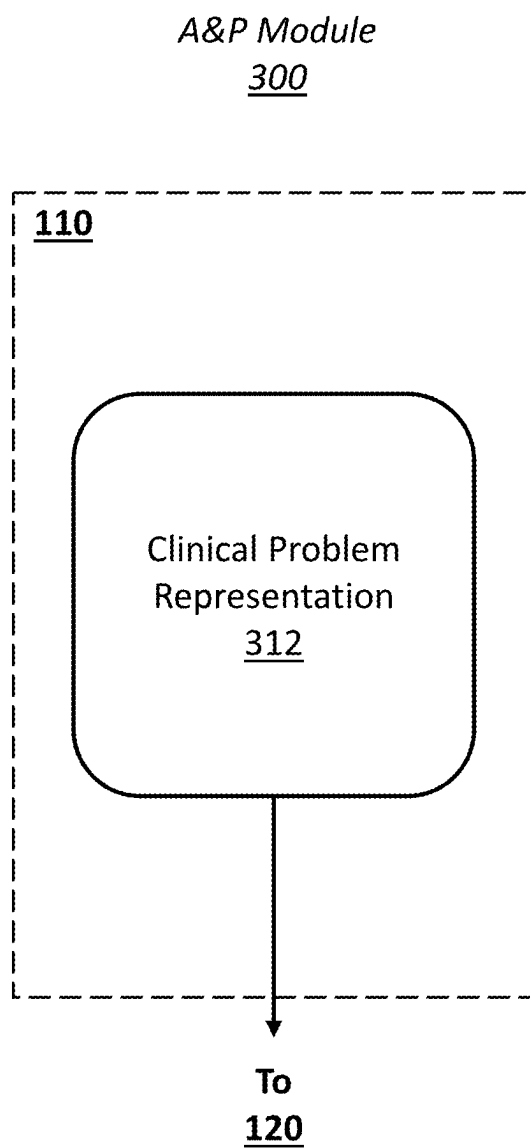 A&P Module
300
110
Clinical Problem
Representation
312
To
120